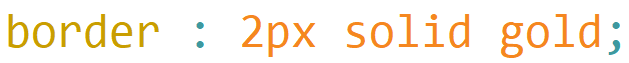 border : 2px solid gold;